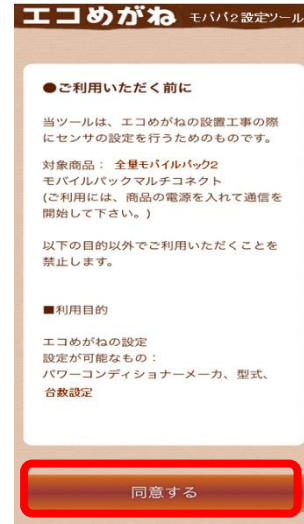 エコめがね モバパ2設定ツール
●ご利用いただく前に
当ツールは、エコめがねの設置工事の際
にセンサの設定を行うためのものです。
対象商品： 全量モバイルパック2
モバイルパックマルチコネクト
(ご利用には、商品の電源を入れて通信を
開始して下さい。)
以下の目的以外でご利用いただくことを
禁止します。
■利用目的
エコめがねの設定
設定が可能なもの：
パワーコンディショナーメーカ、型式、
台数設定
同意する